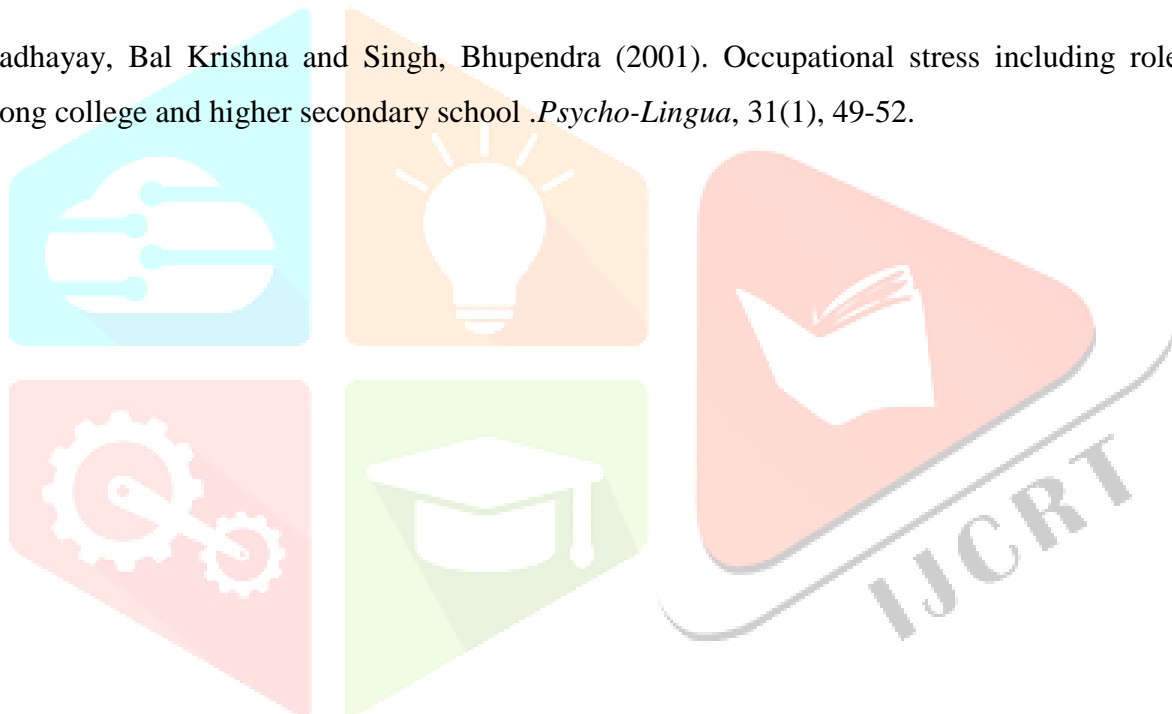 adhayay, Bal Krishna and Singh, Bhupendra (2001). Occupational stress including role
ong college and higher secondary school .Psycho-Lingua, 31(1), 49-52.
IJCRT